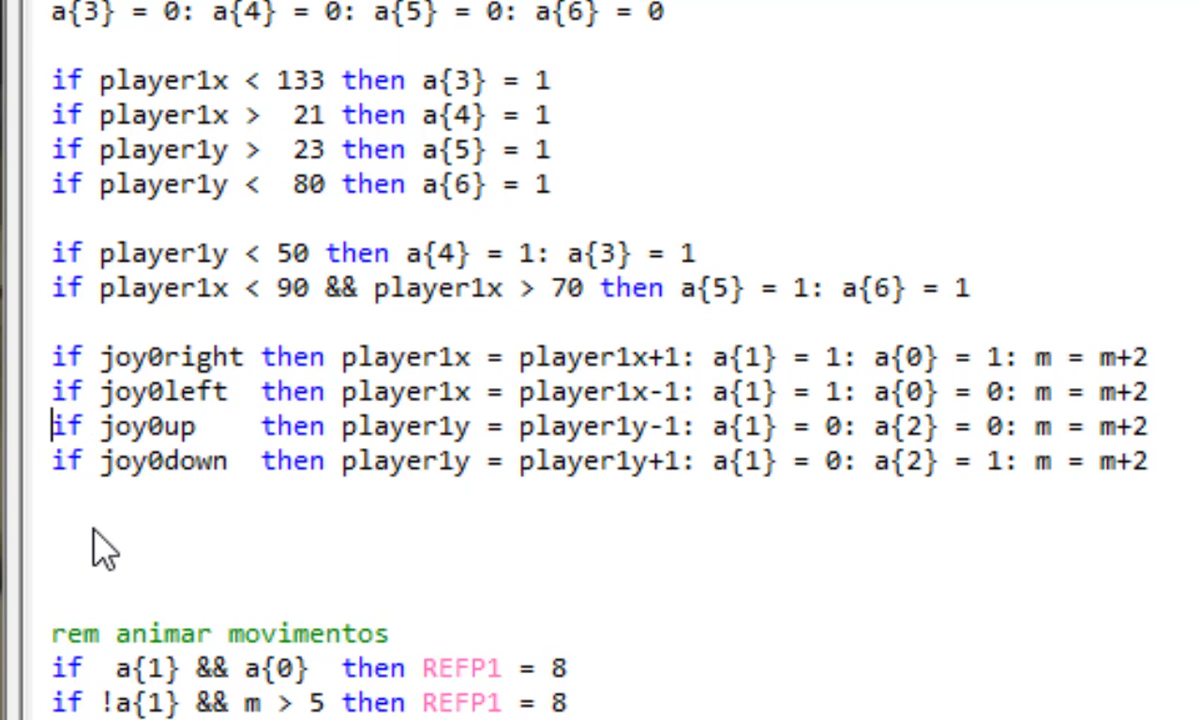 a{3} = 0: a{4} = 0: a{5} = 0: a{6} = 0
if player1x < 133 then a{3} = 1
if player1x >  21 then a{4} = 1
if player1y >  23 then a{5} = 1
if player1y <  80 then a{6} = 1
if player1y < 50 then a{4} = 1: a{3} = 1
if player1x < 90 && player1x > 70 then a{5} = 1: a{6} = 1
if joy0right then player1x = player1x+1: a{1} = 1: a{0} = 1: m = m+2
if joy0left  then player1x = player1x-1: a{1} = 1: a{0} = 0: m = m+2
if joy0up    then player1y = player1y-1: a{1} = 0: a{2} = 0: m = m+2
if joy0down  then player1y = player1y+1: a{1} = 0: a{2} = 1: m = m+2
rem animar movimentos
if  a{1} && a{0}  then REFP1 = 8
if !a{1} && m > 5 then REFP1 = 8